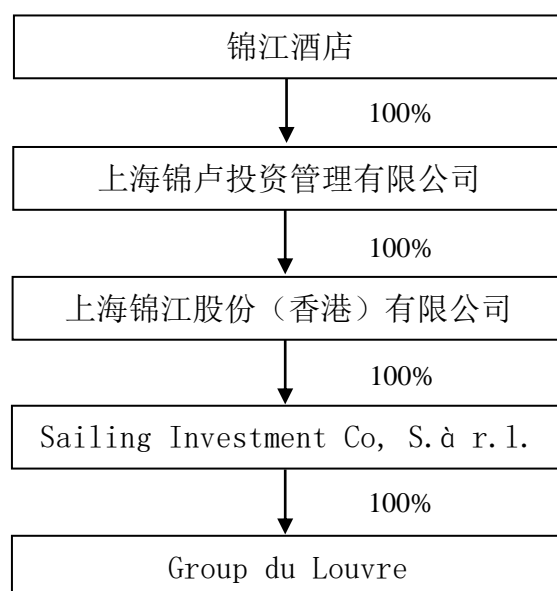 锦江酒店
100%
上海锦卢投资管理有限公司
100%
上海锦江股份（香港）有限公司
100%
Sailing Investment Co, S.à r.l.
100%
Group du Louvre